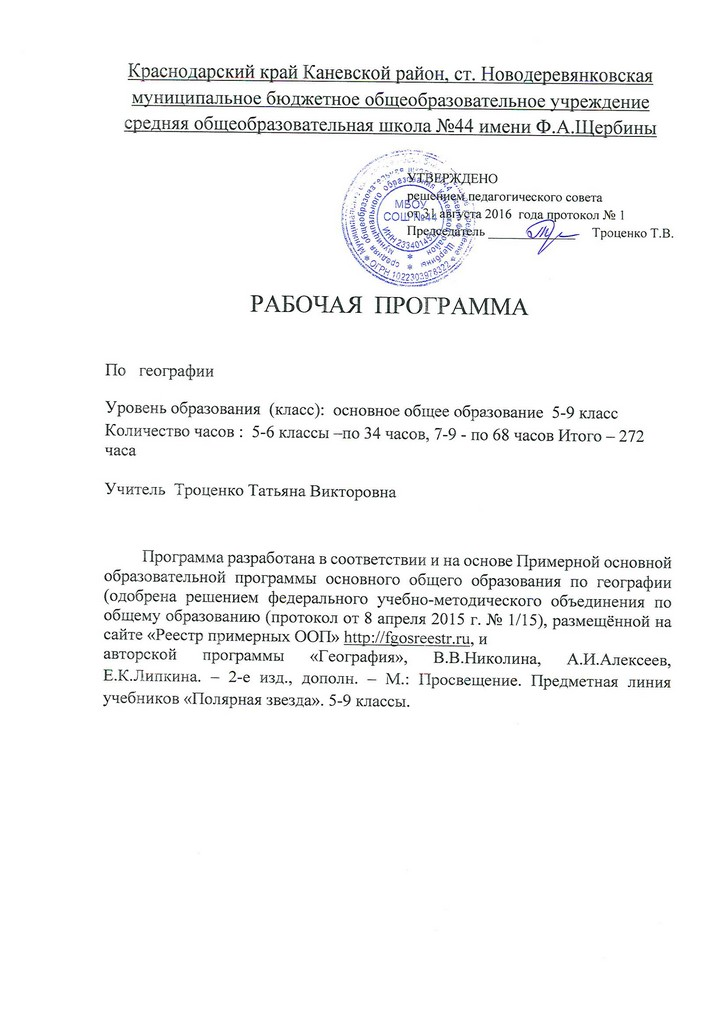 Краснодарский край Каневской район, ст. Новодеревянковская
муниципальное бюджетное общеобразовательное учреждение
средняя общеобразовательная школа №44 имени Ф.А.Щербины
УТВЕРЖДЕНО
решением педагогического совета
от 31 августа 2016 года протокол № 1
Председатель ______________ Троценко Т.В.
МБОУ
СОШ №44
РАБОЧАЯ ПРОГРАММА
По географии
Уровень образования (класс): основное общее образование 5-9 класс
Количество часов : 5-6 классы –по 34 часов, 7-9 - по 68 часов Итого – 272
часа
Учитель Троценко Татьяна Викторовна
Программа разработана в соответствии и на основе Примерной основной
образовательной программы основного общего образования по географии
(одобрена решением федерального учебно-методического объединения по
общему образованию (протокол от 8 апреля 2015 г. № 1/15), размещённой на
сайте «Реестр примерных ООП» http://fgosreestr.ru, и
авторской программы «География», В.В.Николина, А.И.Алексеев,
Е.К.Липкина. – 2-е изд., дополн. – М.: Просвещение. Предметная линия
учебников «Полярная звезда». 5-9 классы.